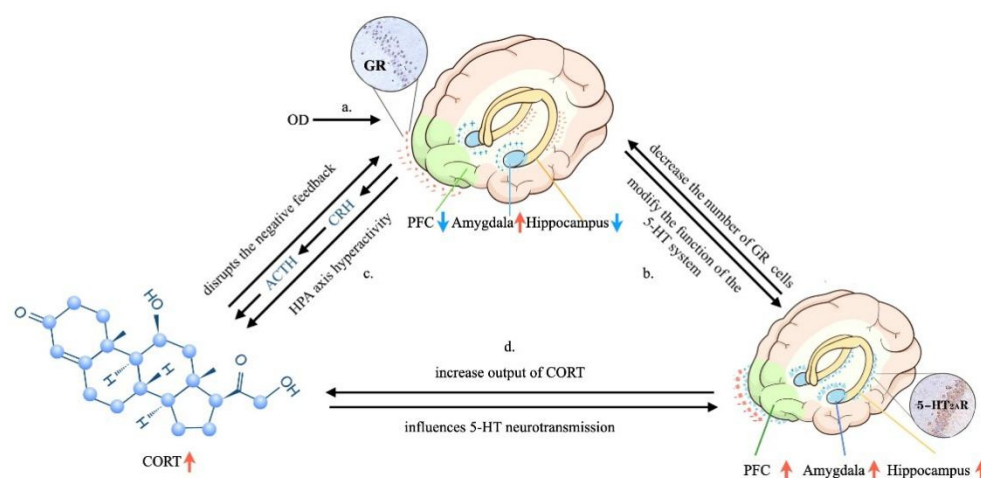 GR
a.
OD
PFC Amygdala Hippocampus
disrupts the negative feedback
CRH
ACTH
HPA axis hyperactivity
c.
b.
decrease the number of GR cells
modify the function of the
5-HT system
O
HO
H
H
H
O
OH
CORT
d.
increase output of CORT
influences 5-HT neurotransmission
5-HT2AR
PFC Amygdala Hippocampus